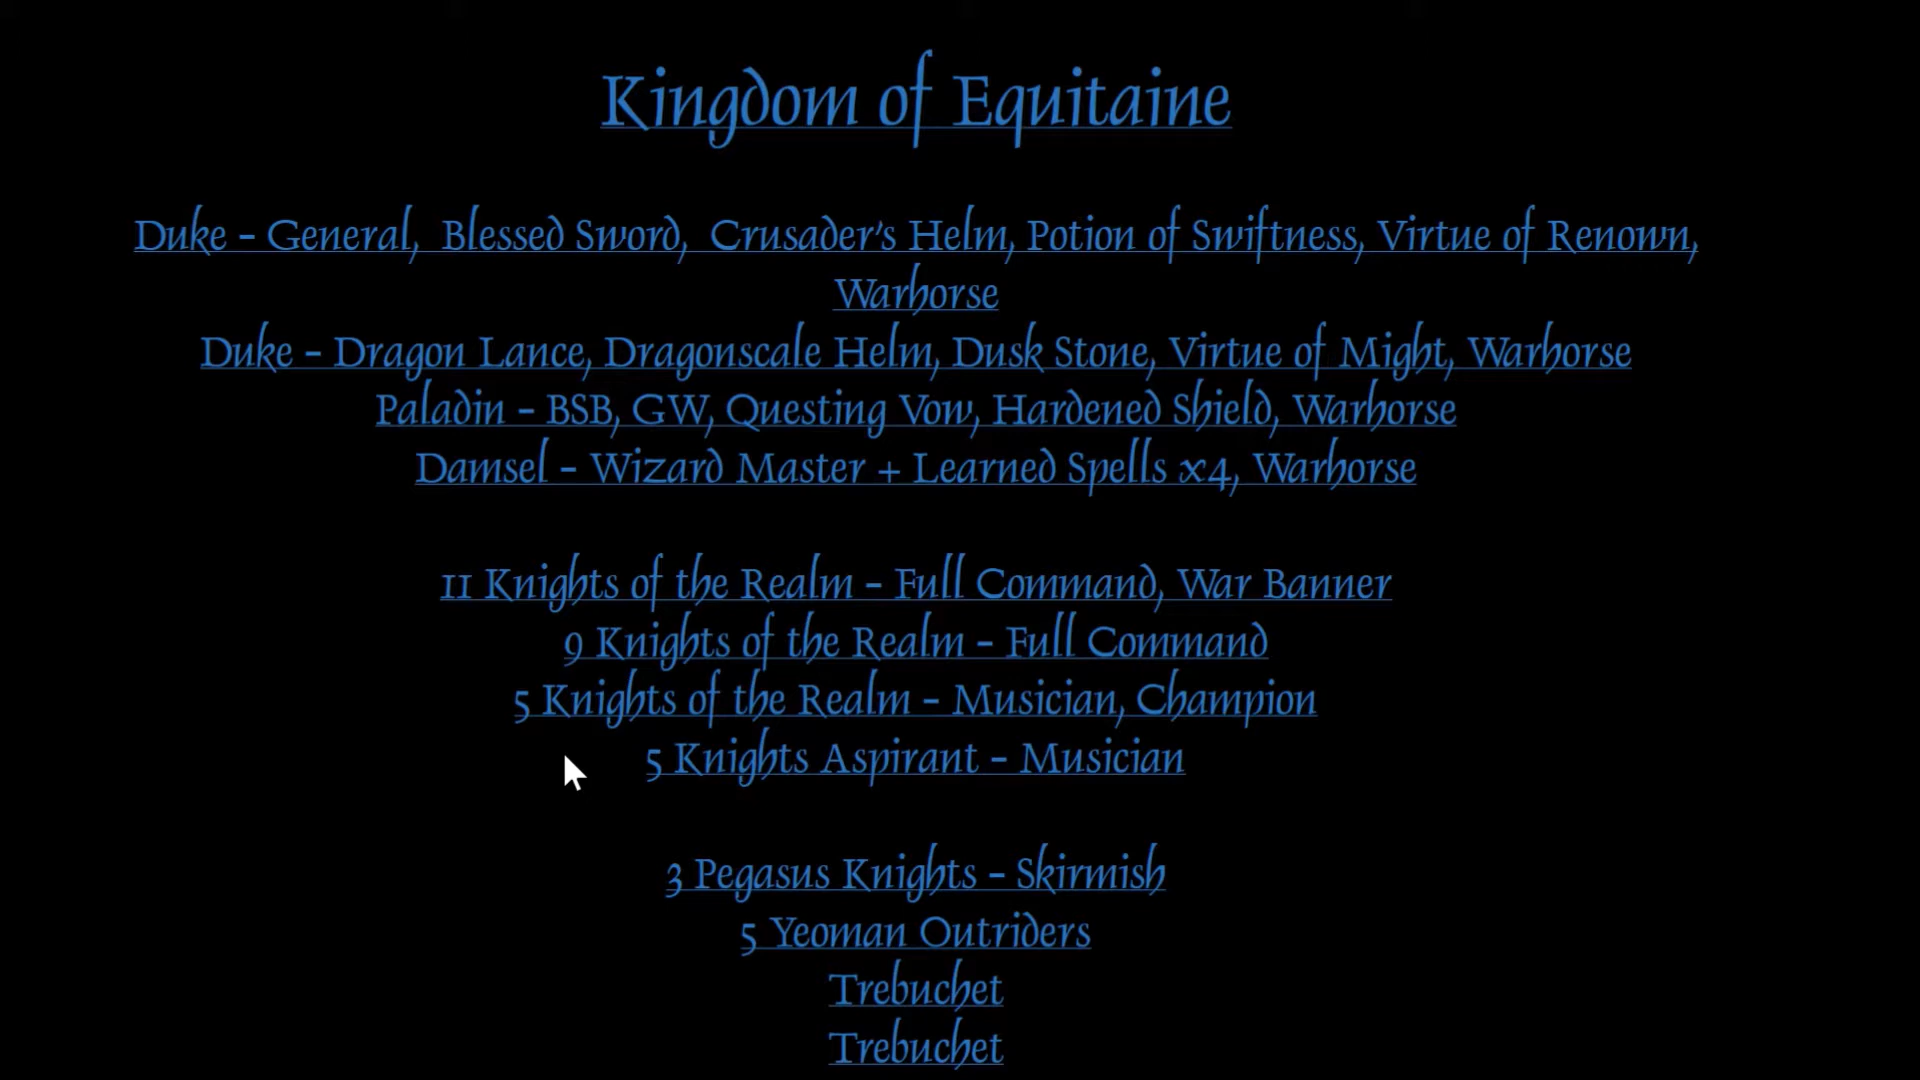 Kingdom of Equitaine
Duke - General, Blessed Sword, Crusader's Helm, Potion of Swiftness, Virtue of Renown,
Warhorse
Duke - Dragon Lance, Dragonscale Helm, Dusk Stone, Virtue of Might, Warhorse
Paladin - BSB, GW, Questing Vow, Hardened Shield, Warhorse
Damsel - Wizard Master + Learned Spells x4, Warhorse
11 Knights of the Realm - Full Command, War Banner
9 Knights of the Realm - Full Command
5 Knights of the Realm - Musician, Champion
5 Knights Aspirant - Musician
3 Pegasus Knights - Skirmish
5 Yeoman Outriders
Trebuchet
Trebuchet